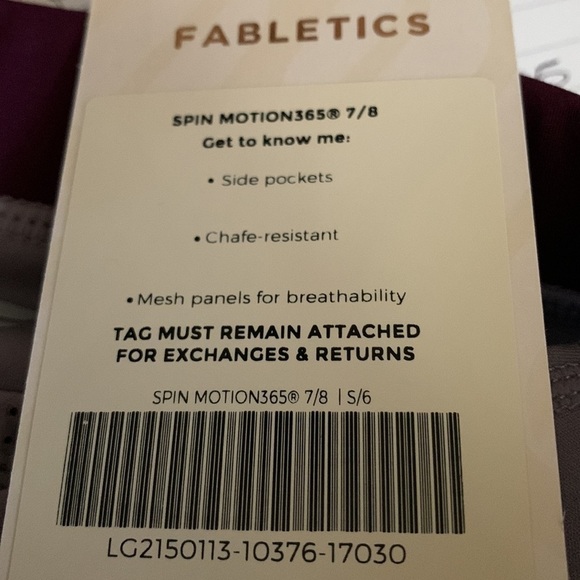 FABLETICS
SPIN MOTION365® 7/8
Get to know me:
• Side pockets
• Chafe-resistant
• Mesh panels for breathability
TAG MUST REMAIN ATTACHED
FOR EXCHANGES & RETURNS
SPIN MOTION365® 7/8 | S/6
LG2150113-10376-17030